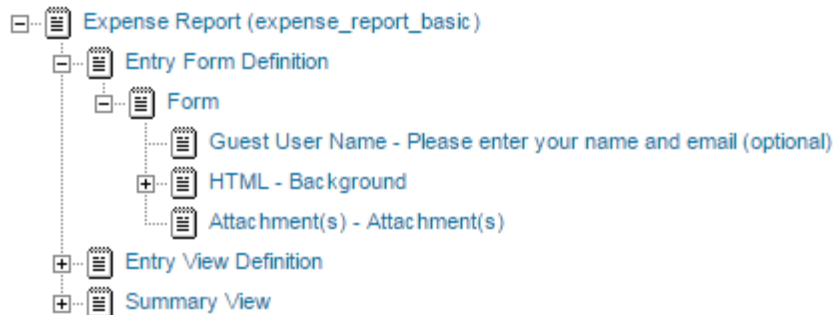 Expense Report (expense_report_basic)
Entry Form Definition
Form
Guest User Name - Please enter your name and email (optional)
HTML - Background
Attachment(s) - Attachment(s)
Entry View Definition
Summary View